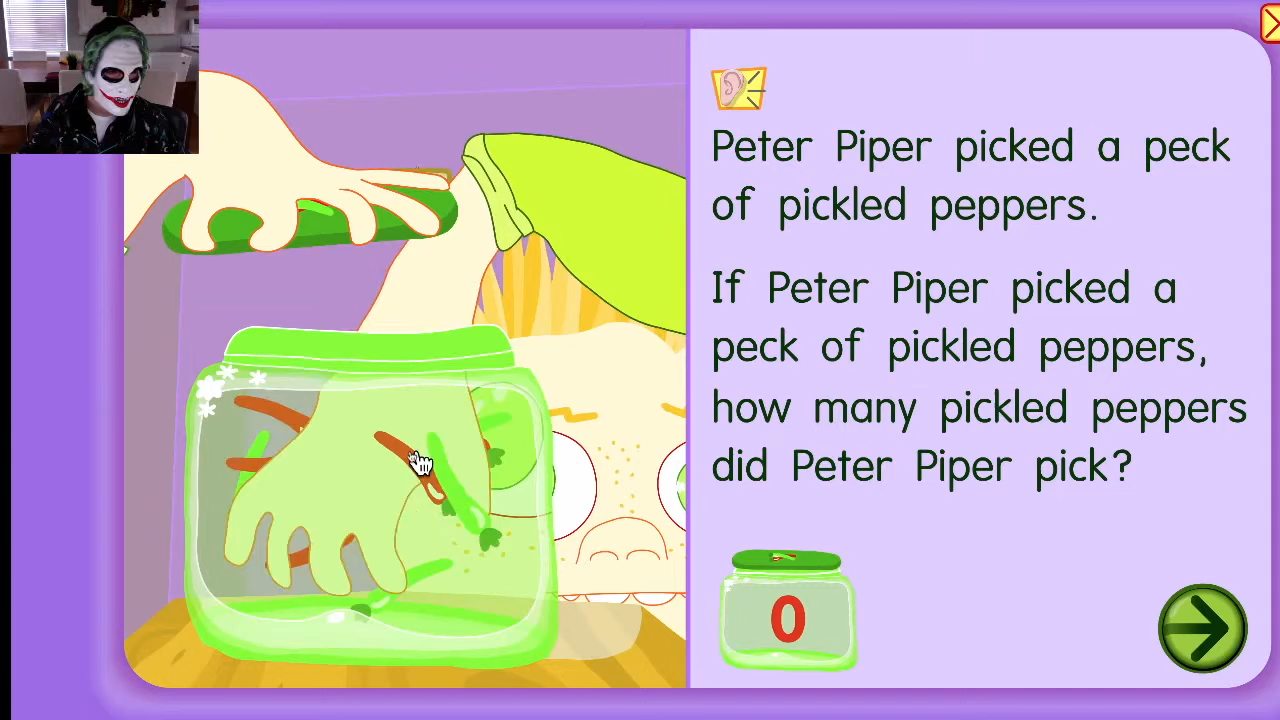 Peter Piper picked a peck
of pickled peppers.
If Peter Piper picked a
peck of pickled peppers,
how many pickled peppers
did Peter Piper pick?
0